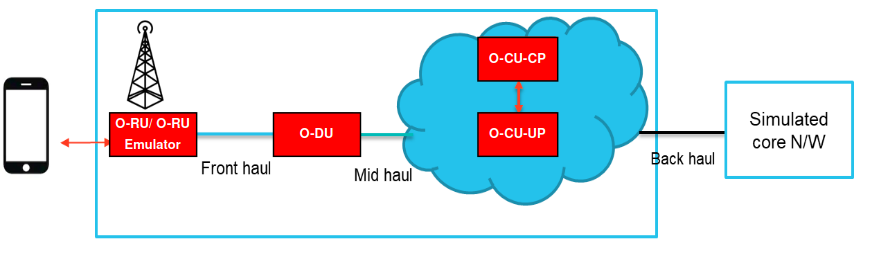 O-RU/ O-RU
Emulator
Front haul
O-DU
Mid haul
O-CU-CP
O-CU-UP
Back haul
Simulated
core N/W